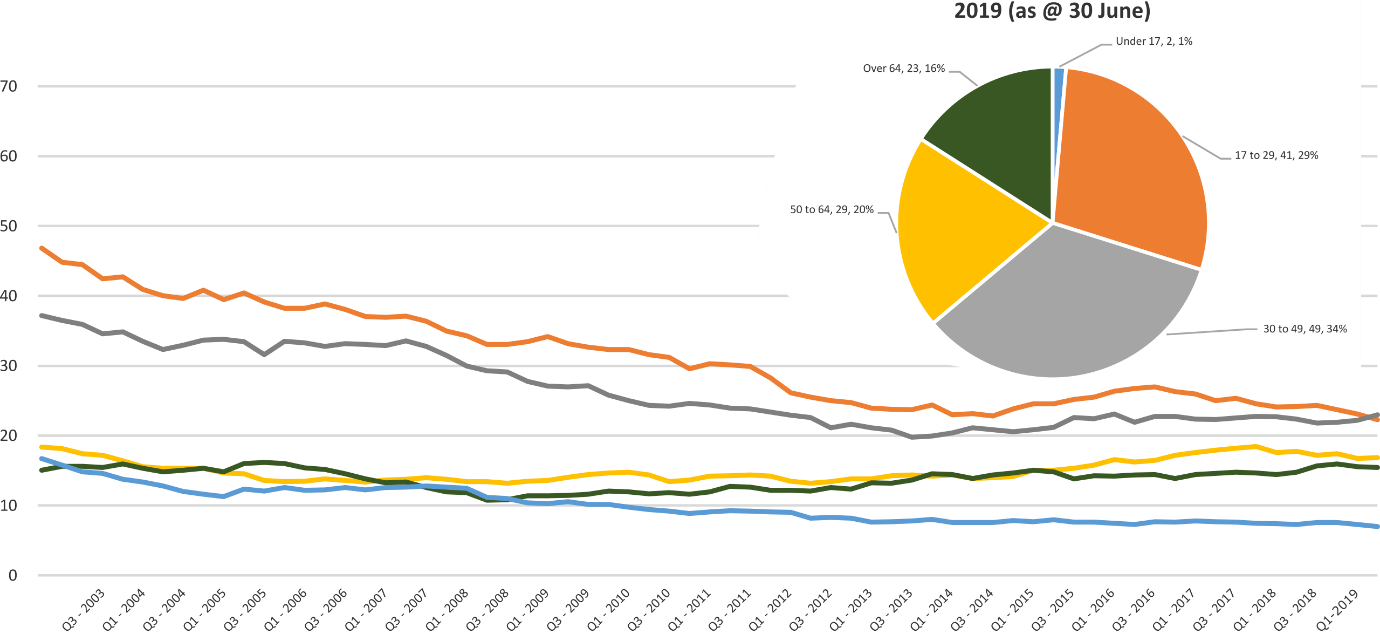 2019 (as @ 30 June)
Under 17, 2, 1%
Over 64, 23, 16%
17 to 29, 41, 29%
50 to 64, 29, 20%
30 to 49, 49, 34%
70
60
50
40
30
20
10
0
Q3 - 2003
Q1 - 2004
Q3 - 2004
Q1 - 2005
Q3 - 2005
Q1 - 2006
Q3 - 2006
Q1 - 2007
Q3 - 2007
Q1 - 2008
Q3 - 2008
Q1 - 2009
Q3 - 2009
Q1 - 2010
Q3 - 2010
Q1 - 2011
Q3 - 2011
Q1 - 2012
Q3 - 2012
Q1 - 2013
Q3 - 2013
Q1 - 2014
Q3 - 2014
Q1 - 2015
Q3 - 2015
Q1 - 2016
Q3 - 2016
Q1 - 2017
Q3 - 2017
Q1 - 2018
Q3 - 2018
Q1 -2019